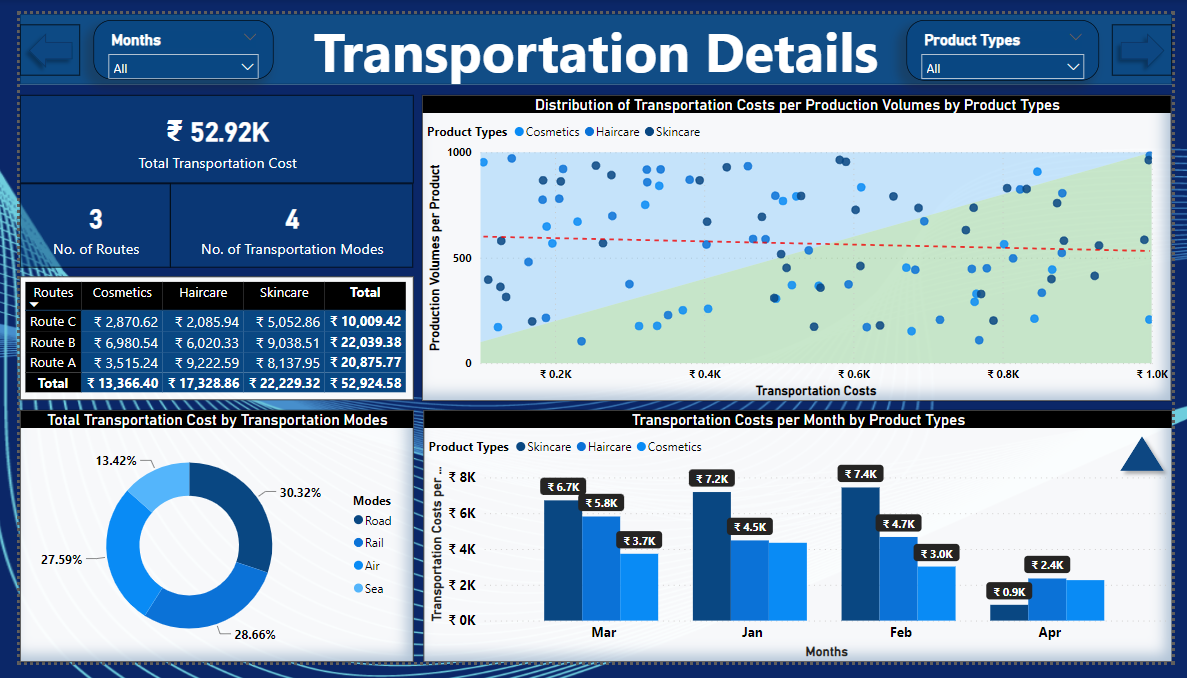 Months
All
Transportation Details
Product Types
All
₹ 52.92K
Total Transportation Cost
3
No. of Routes
4
No. of Transportation Modes
Routes Cosmetics Haircare Skincare Total
Route C ₹ 2,870.62 ₹ 2,085.94 ₹ 5,052.86 ₹ 10,009.42
Route B ₹ 6,980.54 ₹ 6,020.33 ₹ 9,038.51 ₹ 22,039.38
Route A ₹ 3,515.24 ₹ 9,222.59 ₹ 8,137.95 ₹ 20,875.77
Total ₹ 13,366.40 ₹ 17,328.86 ₹ 22,229.32 ₹ 52,924.58
Distribution of Transportation Costs per Production Volumes by Product Types
Product Types Cosmetics Haircare Skincare
Production Volumes per Product
1000
500
0
₹ 0.2K ₹ 0.4K ₹ 0.6K ₹ 0.8K ₹ 1.0K
Transportation Costs
Total Transportation Cost by Transportation Modes
13.42%
30.32%
27.59%
28.66%
Modes
Road
Rail
Air
Sea
Transportation Costs per Month by Product Types
Product Types Skincare Haircare Cosmetics
Transportation Costs per ...
₹ 8K
₹ 6K
₹ 4K
₹ 2K
₹ 0K
₹ 6.7K
₹ 5.8K
₹ 3.7K
₹ 7.2K
₹ 4.5K
₹ 7.4K
₹ 4.7K
₹ 3.0K
₹ 0.9K
₹ 2.4K
Mar Jan Feb Apr
Months